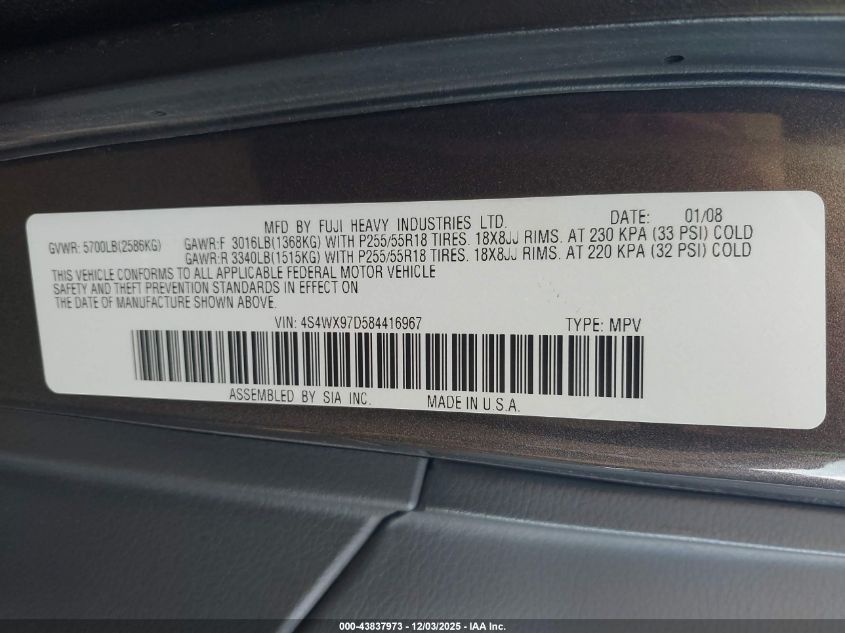 MFD BY FUJI HEAVY INDUSTRIES LTD. DATE: 01/08
GVWR: 5700LB(2586KG) GAWR:F 3016LB(1368KG) WITH P255/55R18 TIRES. 18X8JJ RIMS. AT 230 KPA (33 PSI) COLD
GAWR:R 3340LB(1515KG) WITH P255/55R18 TIRES. 18X8JJ RIMS. AT 220 KPA (32 PSI) COLD
THIS VEHICLE CONFORMS TO ALL APPLICABLE FEDERAL MOTOR VEHICLE
SAFETY AND THEFT PREVENTION STANDARDS IN EFFECT ON
THE DATE OF MANUFACTURE SHOWN ABOVE.
VIN: 4S4WX97D584416967 TYPE: MPV
ASSEMBLED BY SIA INC. MADE IN U.S.A.
000-43837973 - 12/03/2025 - IAA Inc.